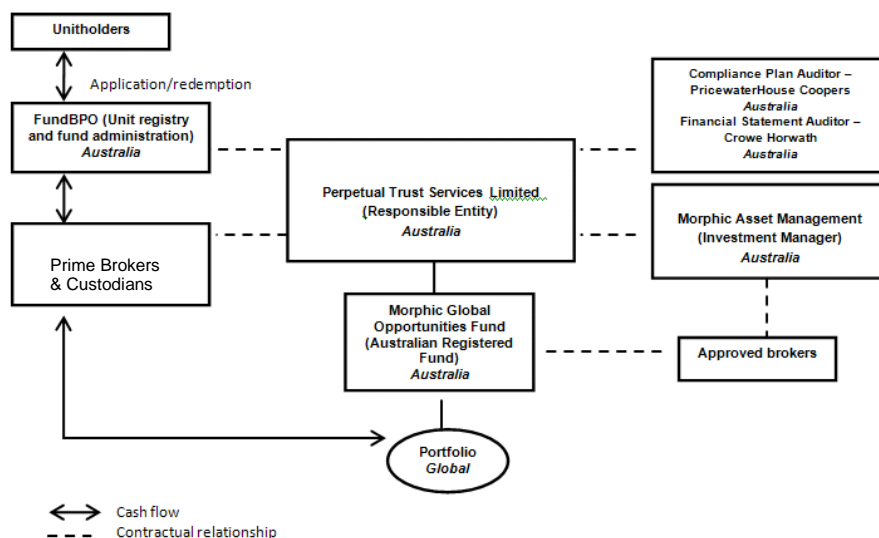 Unitholders
Application/redemption
FundBPO (Unit registry
and fund administration)
Australia
Prime Brokers
& Custodians
Perpetual Trust Services Limited
(Responsible Entity)
Australia
Compliance Plan Auditor –
PricewaterHouse Coopers
Australia
Financial Statement Auditor –
Crowe Horwath
Australia
Morphic Asset Management
(Investment Manager)
Australia
Morphic Global
Opportunities Fund
(Australian Registered
Fund)
Australia
Approved brokers
Portfolio
Global
Cash flow
Contractual relationship